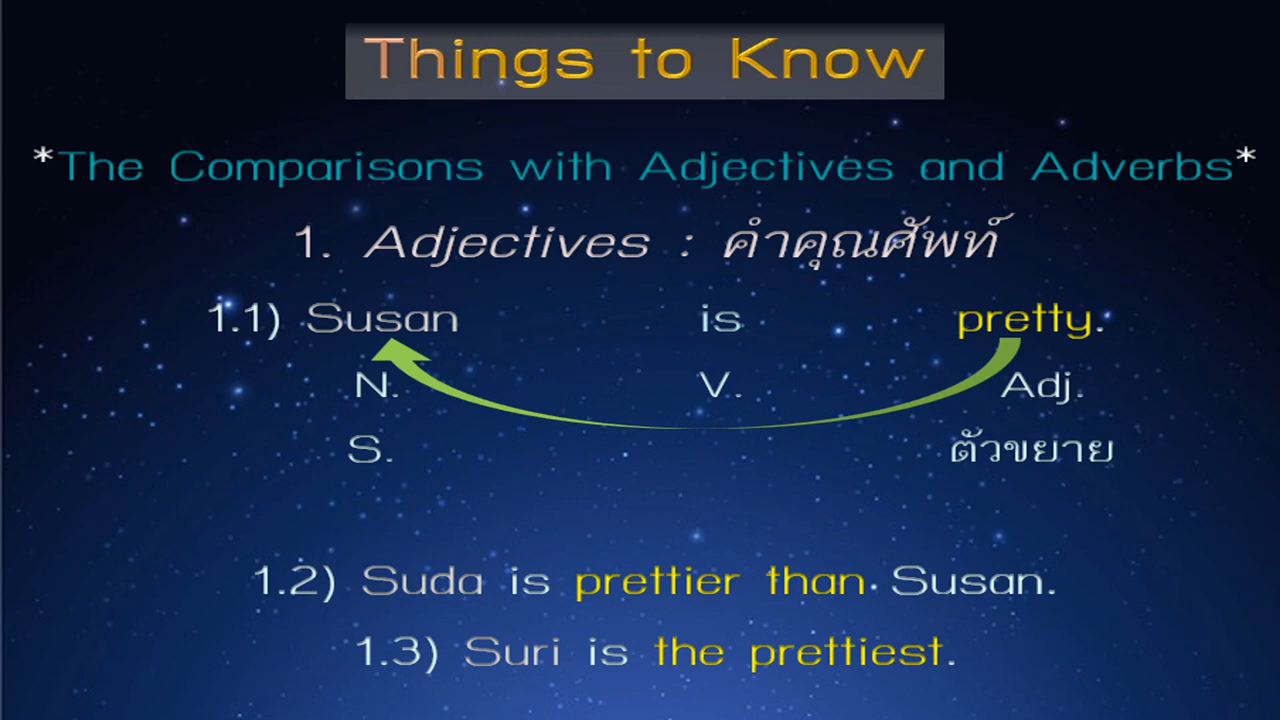 Things to Know
*The Comparisons with Adjectives and Adverbs*
1. Adjectives : คำคุณศัพท์
1.1) Susan is pretty.
N. V. Adj.
S. ตัวขยาย
1.2) Suda is prettier than Susan.
1.3) Suri is the prettiest.